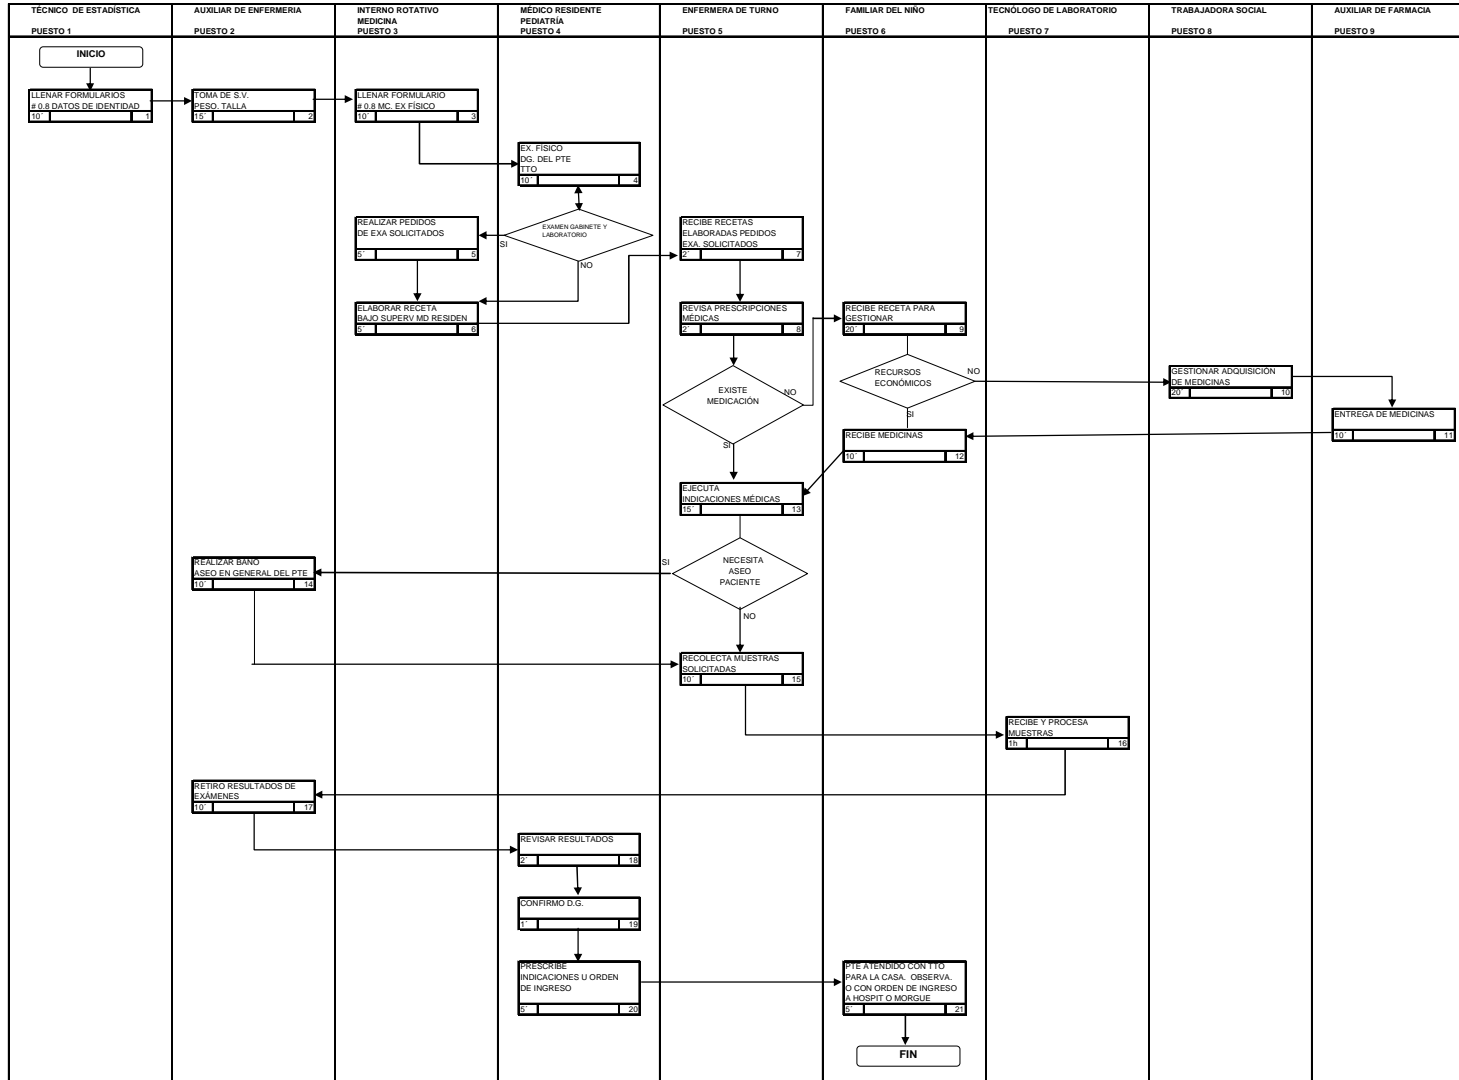 TÉCNICO DE ESTADÍSTICA
PUESTO 1
AUXILIAR DE ENFERMERIA
PUESTO 2
INTERNO ROTATIVO
MEDICINA
PUESTO 3
MÉDICO RESIDENTE
PEDIATRÍA
PUESTO 4
ENFERMERA DE TURNO
PUESTO 5
FAMILIAR DEL NIÑO
PUESTO 6
TECNÓLOGO DE LABORATORIO
PUESTO 7
TRABAJADORA SOCIAL
PUESTO 8
AUXILIAR DE FARMACIA
PUESTO 9
INICIO
LLENAR FORMULARIOS
# 0.8 DATOS DE IDENTIDAD
10´ 1
TOMA DE S.V.
PESO. TALLA
15´ 2
LLENAR FORMULARIO
# 0.8 MC. EX FÍSICO
10´ 3
EX. FÍSICO
DG. DEL PTE
TTO
10´ 4
EXAMEN GABINETE Y
LABORATORIO
SI
NO
REALIZAR PEDIDOS
DE EXA SOLICITADOS
5´ 5
ELABORAR RECETA
BAJO SUPERV MD RESIDEN
5´ 6
RECIBE RECETAS
ELABORADAS PEDIDOS
EXA. SOLICITADOS
2´ 7
REVISA PRESCRIPCIONES
MÉDICAS
2´ 8
RECIBE RECETA PARA
GESTIONAR
20´ 9
EXISTE
MEDICACIÓN
NO
SI
RECURSOS
ECONÓMICOS
NO
SI
GESTIONAR ADQUISICIÓN
DE MEDICINAS
20´ 10
ENTREGA DE MEDICINAS
10´ 11
RECIBE MEDICINAS
10´ 12
EJECUTA
INDICACIONES MÉDICAS
15´ 13
NECESITA
ASEO
PACIENTE
SI
NO
REALIZAR BAÑO
ASEO EN GENERAL DEL PTE
10´ 14
RECOLECTA MUESTRAS
SOLICITADAS
10´ 15
RECIBE Y PROCESA
MUESTRAS
1h 16
RETIRO RESULTADOS DE
EXÁMENES
10´ 17
REVISAR RESULTADOS
2´ 18
CONFIRMO D.G.
1´ 19
PRESCRIBE
INDICACIONES U ORDEN
DE INGRESO
5´ 20
PTE ATENDIDO CON TTO
PARA LA CASA. OBSERVA.
O CON ORDEN DE INGRESO
A HOSPIT O MORGUE
5´ 21
FIN